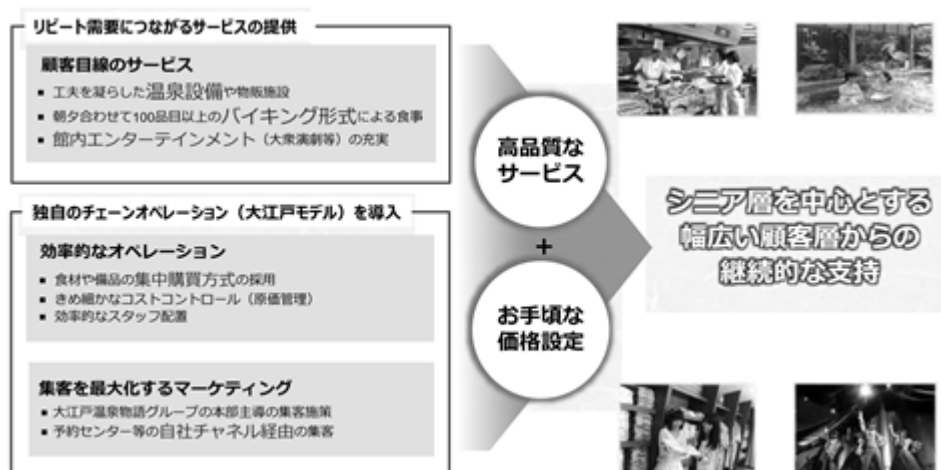 リピート需要につながるサービスの提供
顧客目線のサービス
▪ 工夫を凝らした温泉設備や物販施設
▪ 朝夕合わせて100品目以上のバイキング形式による食事
▪ 館内エンターテインメント（大衆演劇等）の充実
独自のチェーンオペレーション（大江戸モデル）を導入
効率的なオペレーション
▪ 食材や備品の集中購買方式の採用
▪ きめ細かなコストコントロール（原価管理）
▪ 効率的なスタッフ配置
集客を最大化するマーケティング
▪ 大江戸温泉物語グループの本部主導の集客施策
▪ 予約センター等の自社チャネル経由の集客
高品質な
サービス
+
お手頃な
価格設定
シニア層を中心とする
幅広い顧客層からの
継続的な支持